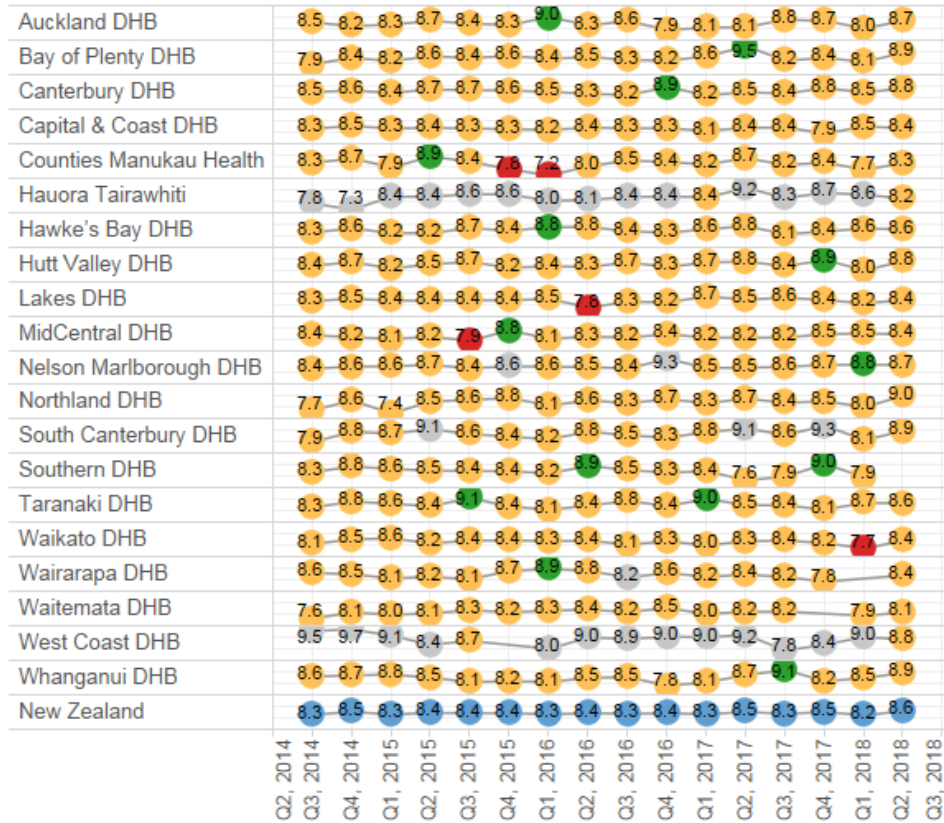 Auckland DHB 8.5 8.2 8.3 8.7 8.4 8.3 9.0 8.3 8.6 7.9 8.1 8.1 8.8 8.7 8.0 8.7
Bay of Plenty DHB 7.9 8.4 8.2 8.6 8.4 8.6 8.4 8.5 8.3 8.2 8.6 9.5 8.2 8.4 8.1 8.9
Canterbury DHB 8.5 8.6 8.4 8.7 8.7 8.6 8.5 8.3 8.2 8.9 8.2 8.5 8.4 8.8 8.5 8.8
Capital & Coast DHB 8.3 8.5 8.3 8.4 8.3 8.3 8.2 8.4 8.3 8.3 8.1 8.4 8.4 7.9 8.5 8.4
Counties Manukau Health 8.3 8.7 7.9 8.9 8.4 7.8 7.2 8.0 8.5 8.4 8.2 8.7 8.2 8.4 7.7 8.3
Hauora Tairawhiti 7.8 7.3 8.4 8.4 8.6 8.6 8.0 8.1 8.4 8.4 8.4 9.2 8.3 8.7 8.6 8.2
Hawke's Bay DHB 8.3 8.6 8.2 8.2 8.7 8.4 8.8 8.8 8.4 8.3 8.6 8.8 8.1 8.4 8.6 8.6
Hutt Valley DHB 8.4 8.7 8.2 8.5 8.7 8.2 8.4 8.3 8.7 8.3 8.7 8.8 8.4 8.9 8.0 8.8
Lakes DHB 8.3 8.5 8.4 8.4 8.4 8.4 8.5 7.8 8.3 8.2 8.7 8.5 8.6 8.4 8.2 8.4
MidCentral DHB 8.4 8.2 8.1 8.2 7.9 8.8 8.1 8.3 8.2 8.4 8.2 8.2 8.2 8.5 8.5 8.4
Nelson Marlborough DHB 8.4 8.6 8.6 8.7 8.4 8.6 8.6 8.5 8.4 9.3 8.5 8.5 8.6 8.7 8.8 8.7
Northland DHB 7.7 8.6 7.4 8.5 8.6 8.8 8.1 8.6 8.3 8.7 8.3 8.7 8.4 8.5 8.0 9.0
South Canterbury DHB 7.9 8.8 8.7 9.1 8.6 8.4 8.2 8.8 8.5 8.3 8.8 9.1 8.6 9.3 8.1 8.9
Southern DHB 8.3 8.8 8.6 8.5 8.4 8.4 8.2 8.9 8.5 8.3 8.4 7.6 7.9 9.0 7.9
Taranaki DHB 8.3 8.8 8.6 8.4 9.1 8.4 8.1 8.4 8.8 8.4 9.0 8.5 8.4 8.1 8.7 8.6
Waikato DHB 8.1 8.5 8.6 8.2 8.4 8.4 8.3 8.4 8.1 8.3 8.0 8.3 8.4 8.2 7.7 8.4
Wairarapa DHB 8.6 8.5 8.1 8.2 8.1 8.7 8.9 8.8 8.2 8.6 8.2 8.4 8.2 7.8 8.4
Waitemata DHB 7.6 8.1 8.0 8.1 8.3 8.2 8.3 8.4 8.2 8.5 8.0 8.2 8.2 7.9 8.1
West Coast DHB 9.5 9.7 9.1 8.4 8.7 8.0 9.0 8.9 9.0 9.0 9.2 7.8 8.4 9.0 8.8
Whanganui DHB 8.6 8.7 8.8 8.5 8.1 8.2 8.1 8.5 8.5 7.8 8.1 8.7 9.1 8.2 8.5 8.9
New Zealand 8.3 8.5 8.3 8.4 8.4 8.4 8.3 8.4 8.3 8.4 8.3 8.5 8.3 8.5 8.2 8.6
Q2, 2014
Q3, 2014
Q4, 2014
Q1, 2015
Q2, 2015
Q3, 2015
Q4, 2015
Q1, 2016
Q2, 2016
Q3, 2016
Q4, 2016
Q1, 2017
Q2, 2017
Q3, 2017
Q4, 2017
Q1, 2018
Q2, 2018
Q3, 2018